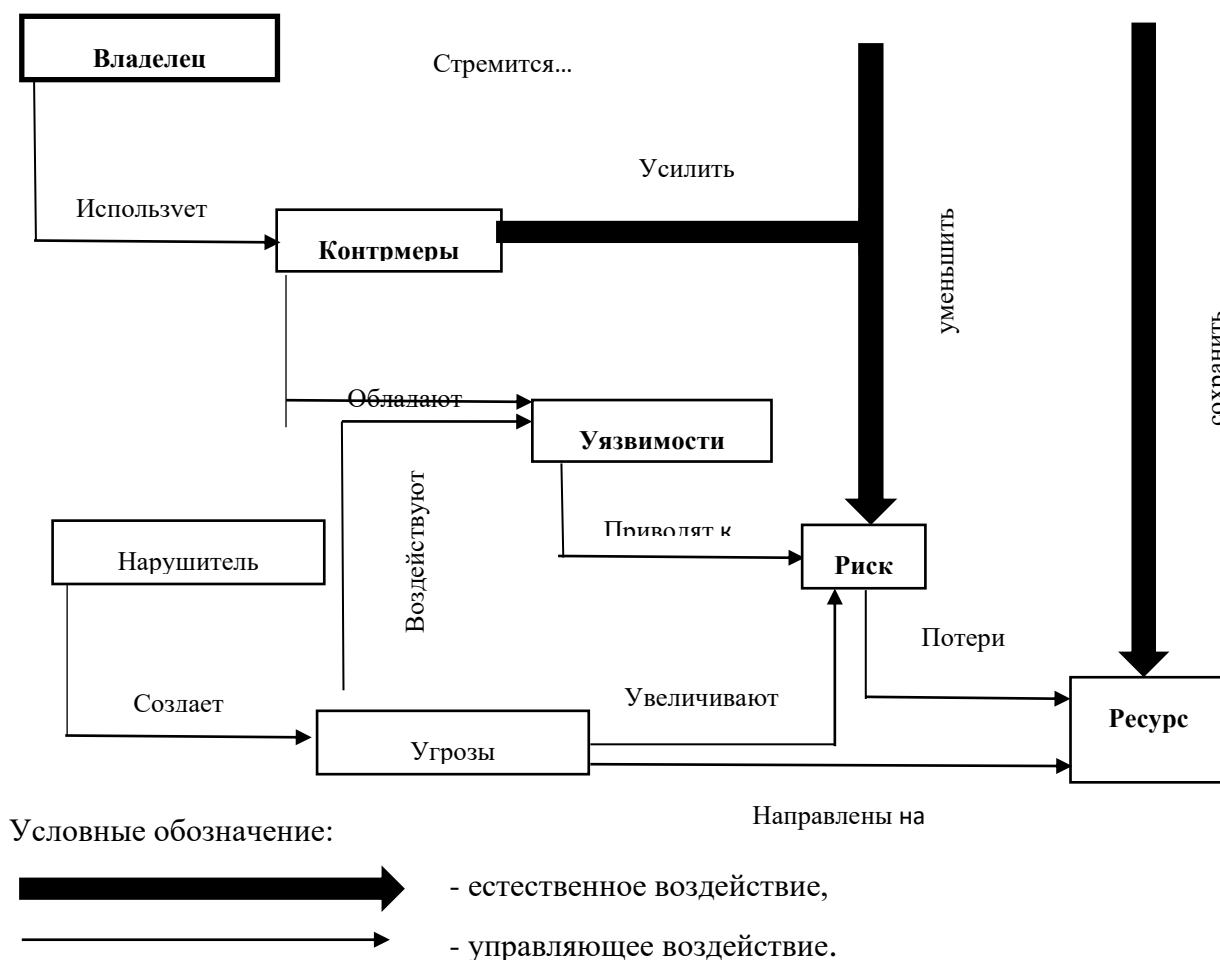 Владелец
Стремится...
Усилить
Использует
Контрмеры
уменьшить
сохранить
Обладают
Уязвимости
Воздействуют
Приводят к
Нарушитель
Риск
Потери
Создает
Увеличивают
Ресурс
Угрозы
Направлены на
Условные обозначение:
- естественное воздействие,
- управляющее воздействие.